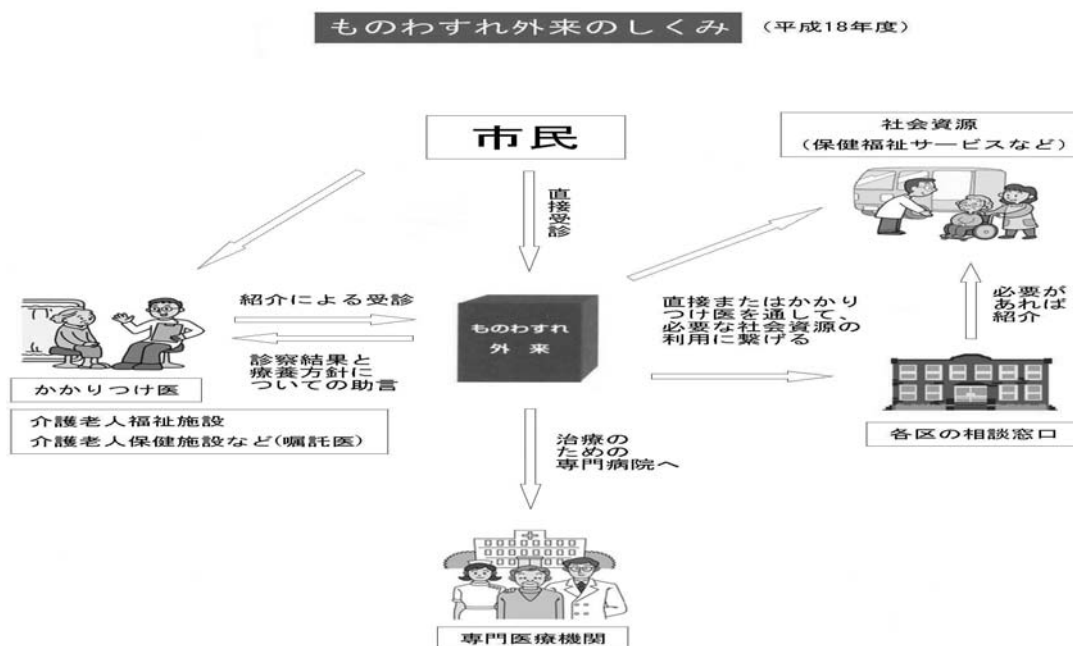 ものわすれ外来のしくみ (平成18年度)
市民
社会資源
(保健福祉サービスなど)
直接受診
紹介による受診
診察結果と
療養方針に
ついての助言
ものわすれ
外来
直接またはかかり
つけ医を通して、
必要な社会資源の
利用に繋げる
必要が
あれば
紹介
かかりつけ医
介護老人福祉施設
介護老人保健施設など(嘱託医)
各区の相談窓口
治療の
ための
専門病院へ
専門医療機関